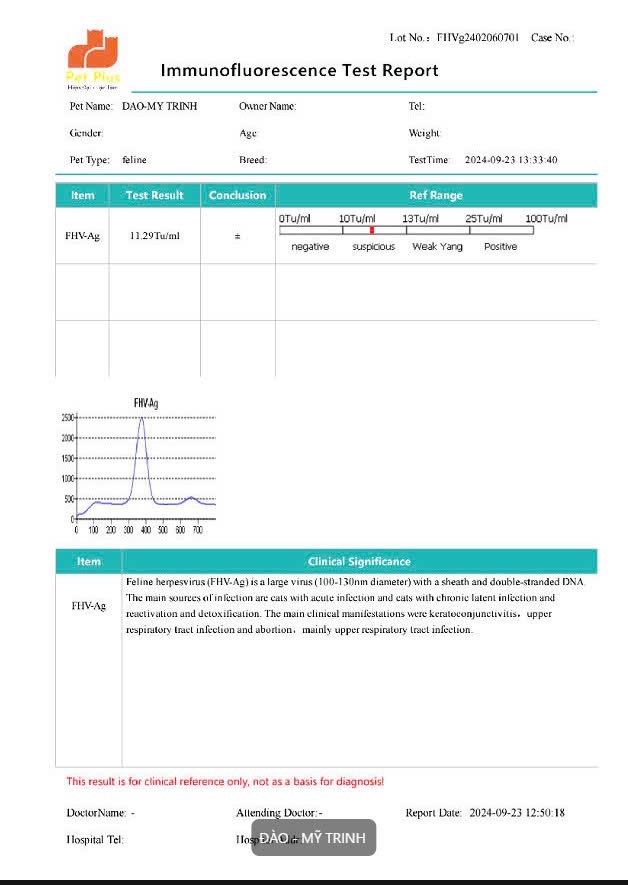 Lot No.: FHVg2402060701 Case No.:
Pet Plus
Immunofluorescence Test Report
Pet Name: DAO-MY TRINH Owner Name: Tel:
Gender: Age: Weight:
Pet Type: feline Breed: TestTime: 2024-09-23 13:33:40
Item Test Result Conclusion Ref Range
0Tu/ml 10Tu/ml 13Tu/ml 25Tu/ml 100Tu/ml
FHV-Ag 11.29Tu/ml ±
negative suspicious Weak Yang Positive
FHV-Ag
2500
2000
1500
1000
500
0
0 100 200 300 400 500 600 700
Item Clinical Significance
Feline herpesvirus (FHV-Ag) is a large virus (100-130nm diameter) with a sheath and double-stranded DNA.
The main sources of infection are cats with acute infection and cats with chronic latent infection and
FHV-Ag
reactivation and detoxification. The main clinical manifestations were keratoconjunctivitis, upper
respiratory tract infection and abortion, mainly upper respiratory tract infection.
This result is for clinical reference only, not as a basis for diagnosis!
DoctorName: - Attending Doctor:- Report Date: 2024-09-23 12:50:18
Hospital Tel:
ĐÀO - MỸ TRINH